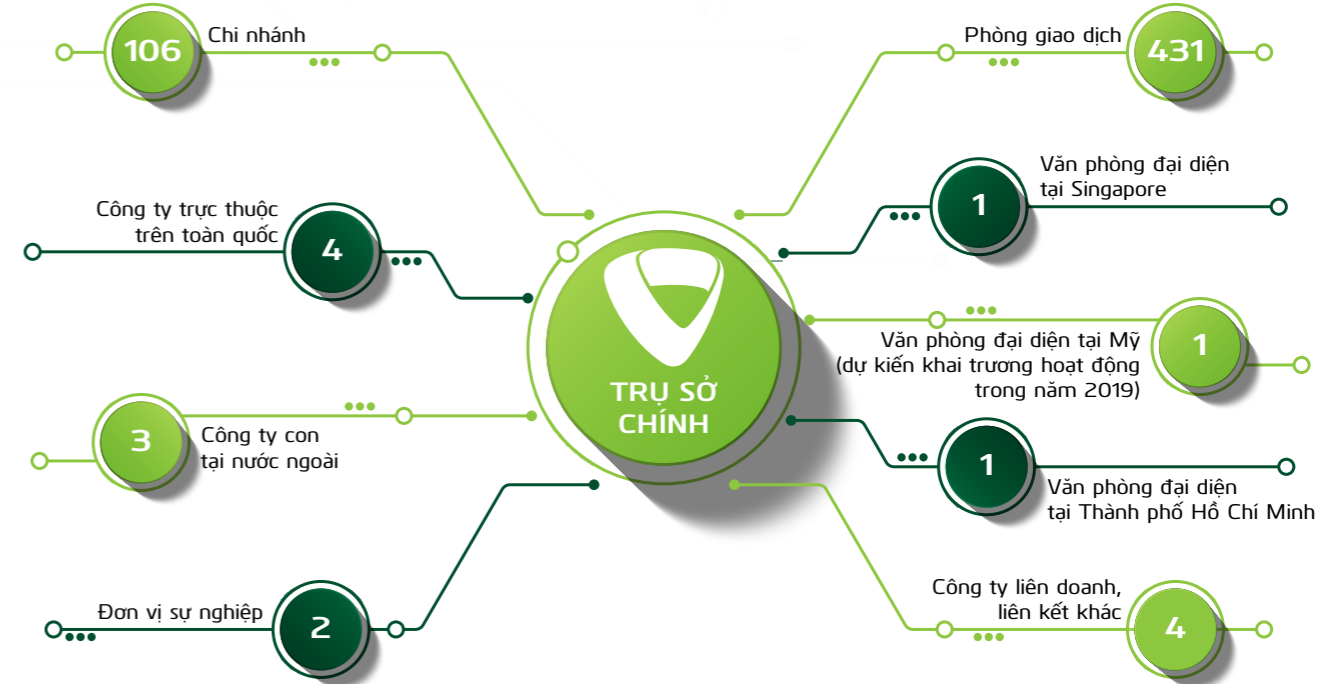 106
Chi nhánh
Phòng giao dịch
431
Công ty trực thuộc
trên toàn quốc
4
1
Văn phòng đại diện
tại Singapore
TRỤ SỞ
CHÍNH
Văn phòng đại diện tại Mỹ
(dự kiến khai trương hoạt động
trong năm 2019)
1
3
Công ty con
tại nước ngoài
1
Văn phòng đại diện
tại Thành phố Hồ Chí Minh
Đơn vị sự nghiệp
2
Công ty liên doanh,
liên kết khác
4